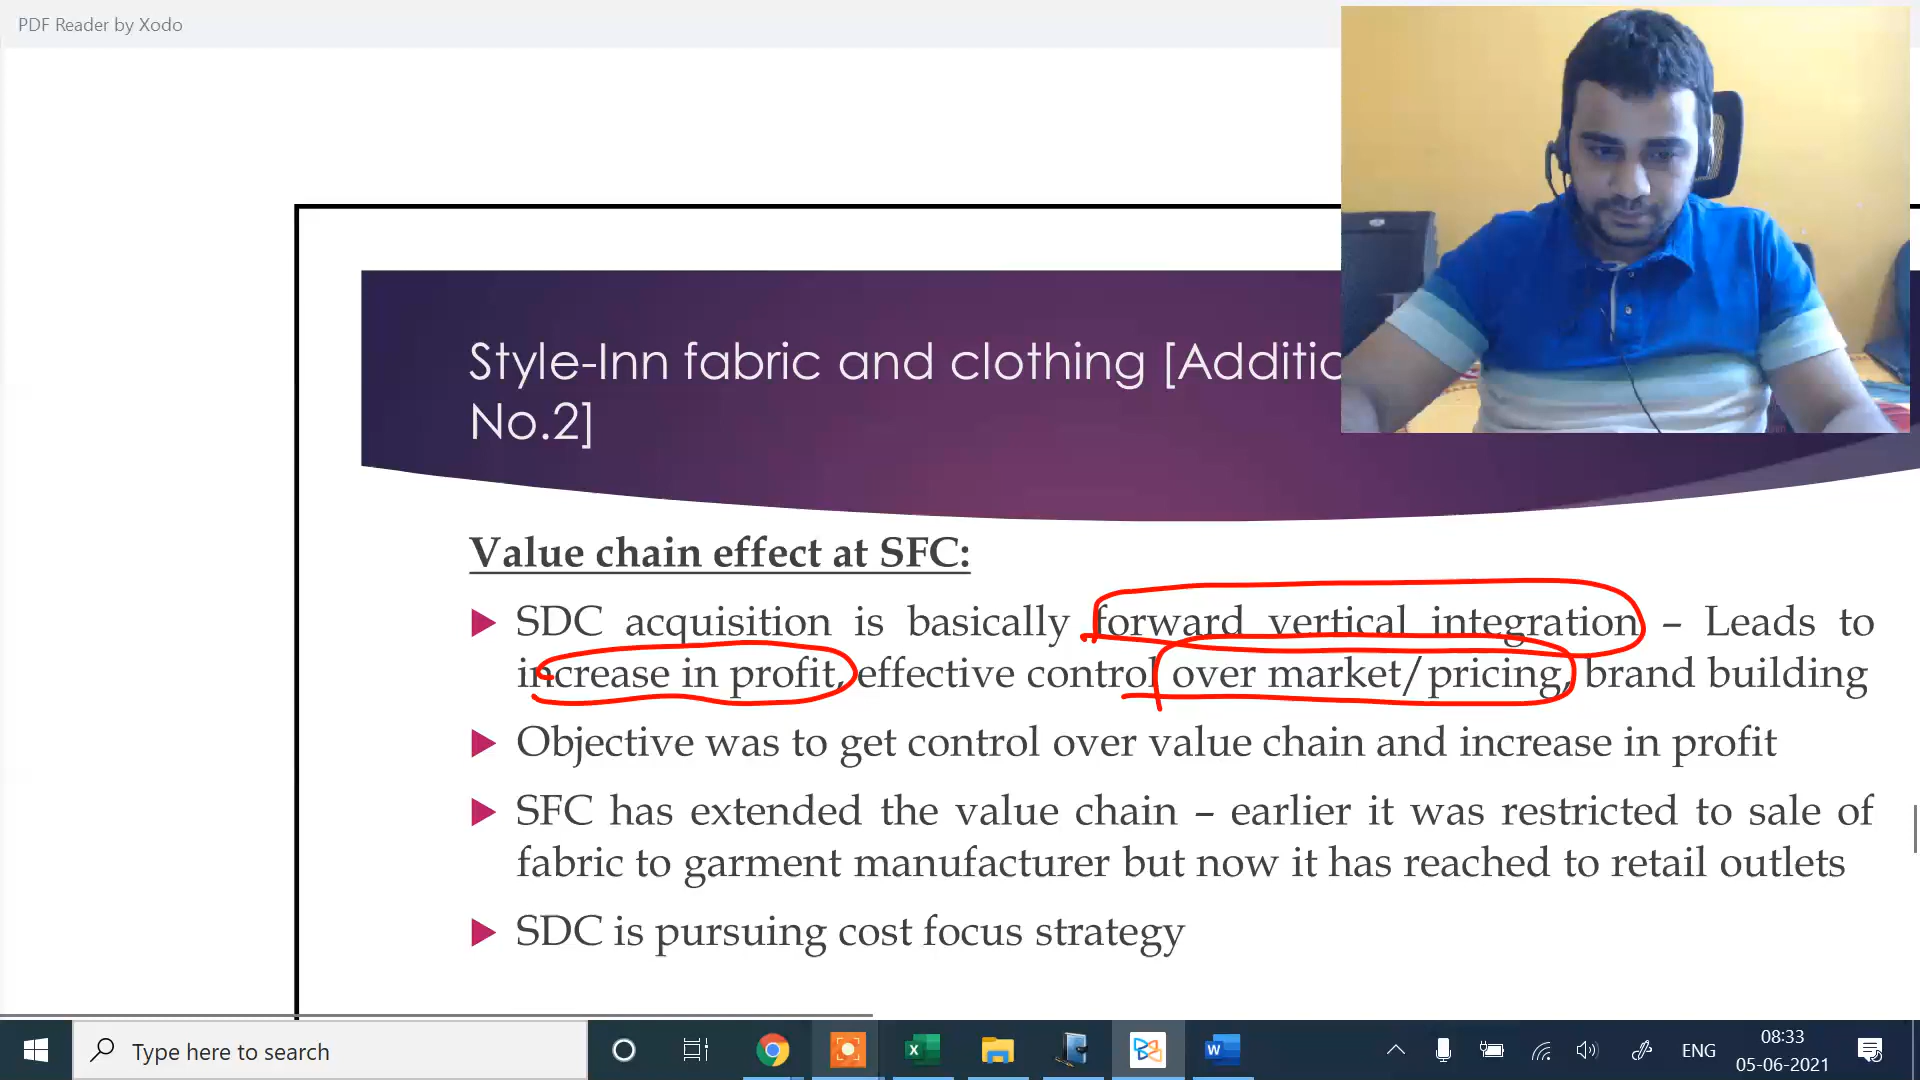 PDF Reader by Xodo
Style-Inn fabric and clothing [Additio
No.2]
Value chain effect at SFC:
SDC acquisition is basically forward vertical integration – Leads to
increase in profit, effective control over market/pricing, brand building
Objective was to get control over value chain and increase in profit
SFC has extended the value chain – earlier it was restricted to sale of
fabric to garment manufacturer but now it has reached to retail outlets
SDC is pursuing cost focus strategy
Type here to search
ENG
08:33
05-06-2021